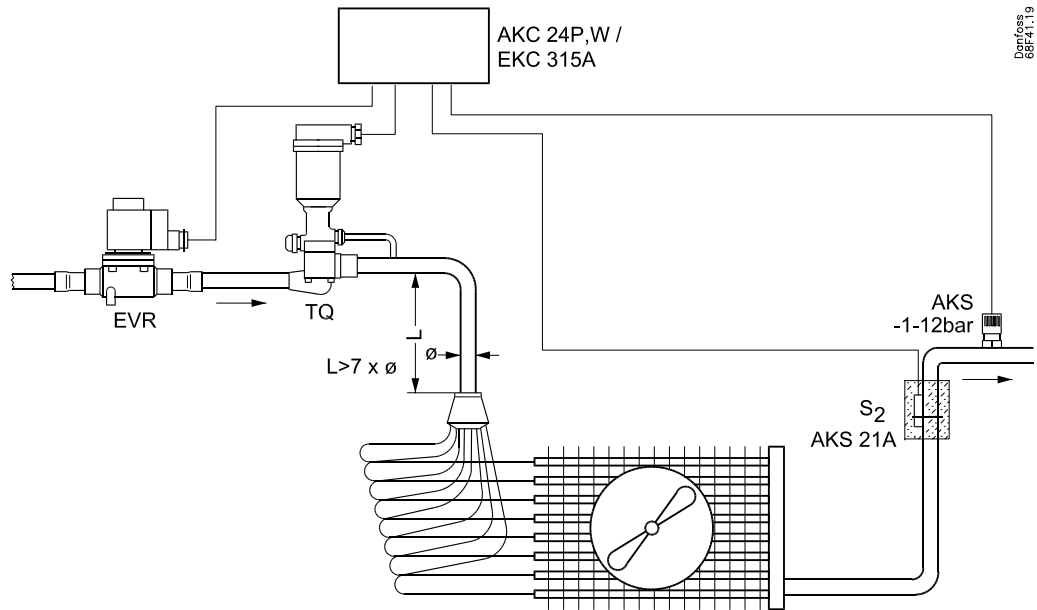 AKC 24P,W /
EKC 315A
Danfoss
68F41.19
EVR
TQ
L
ø
L>7 x ø
AKS
-1-12bar
S2
AKS 21A